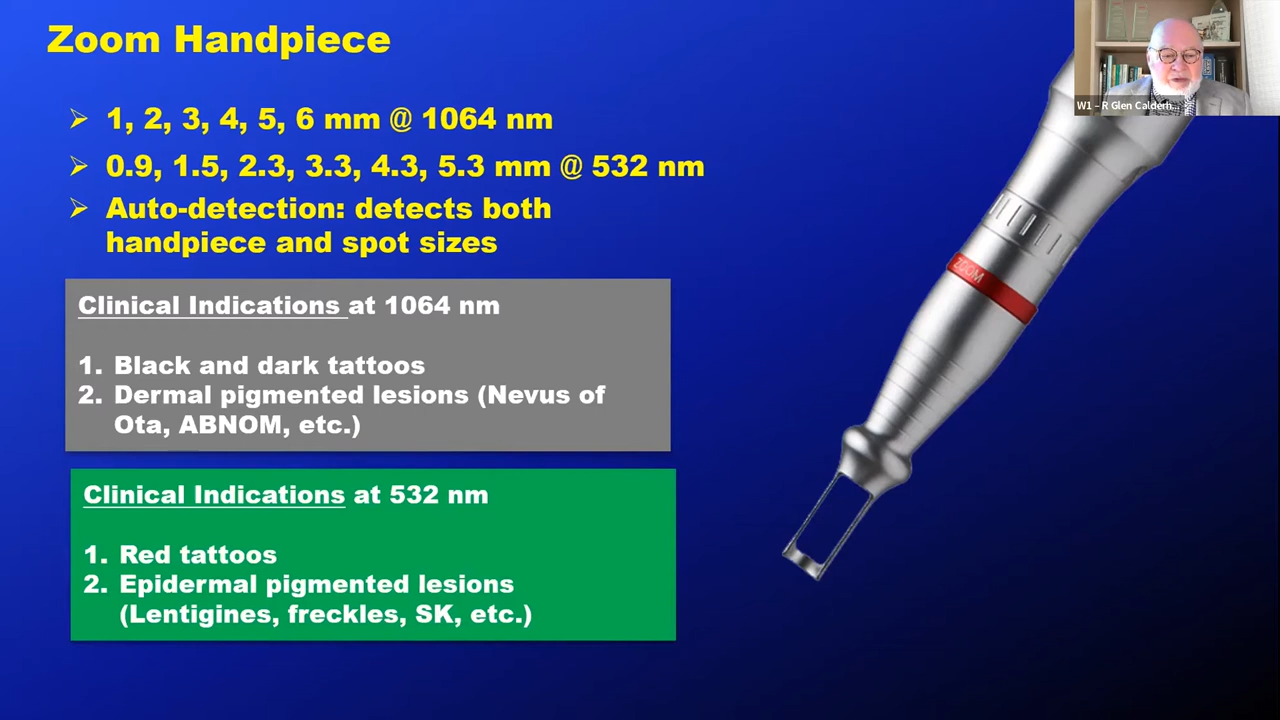 Zoom Handpiece
W1 – R Glen Calderh...
➢ 1, 2, 3, 4, 5, 6 mm @ 1064 nm
➢ 0.9, 1.5, 2.3, 3.3, 4.3, 5.3 mm @ 532 nm
➢ Auto-detection: detects both
handpiece and spot sizes
ZOOM
Clinical Indications at 1064 nm
1. Black and dark tattoos
2. Dermal pigmented lesions (Nevus of
Ota, ABNOM, etc.)
Clinical Indications at 532 nm
1. Red tattoos
2. Epidermal pigmented lesions
(Lentigines, freckles, SK, etc.)